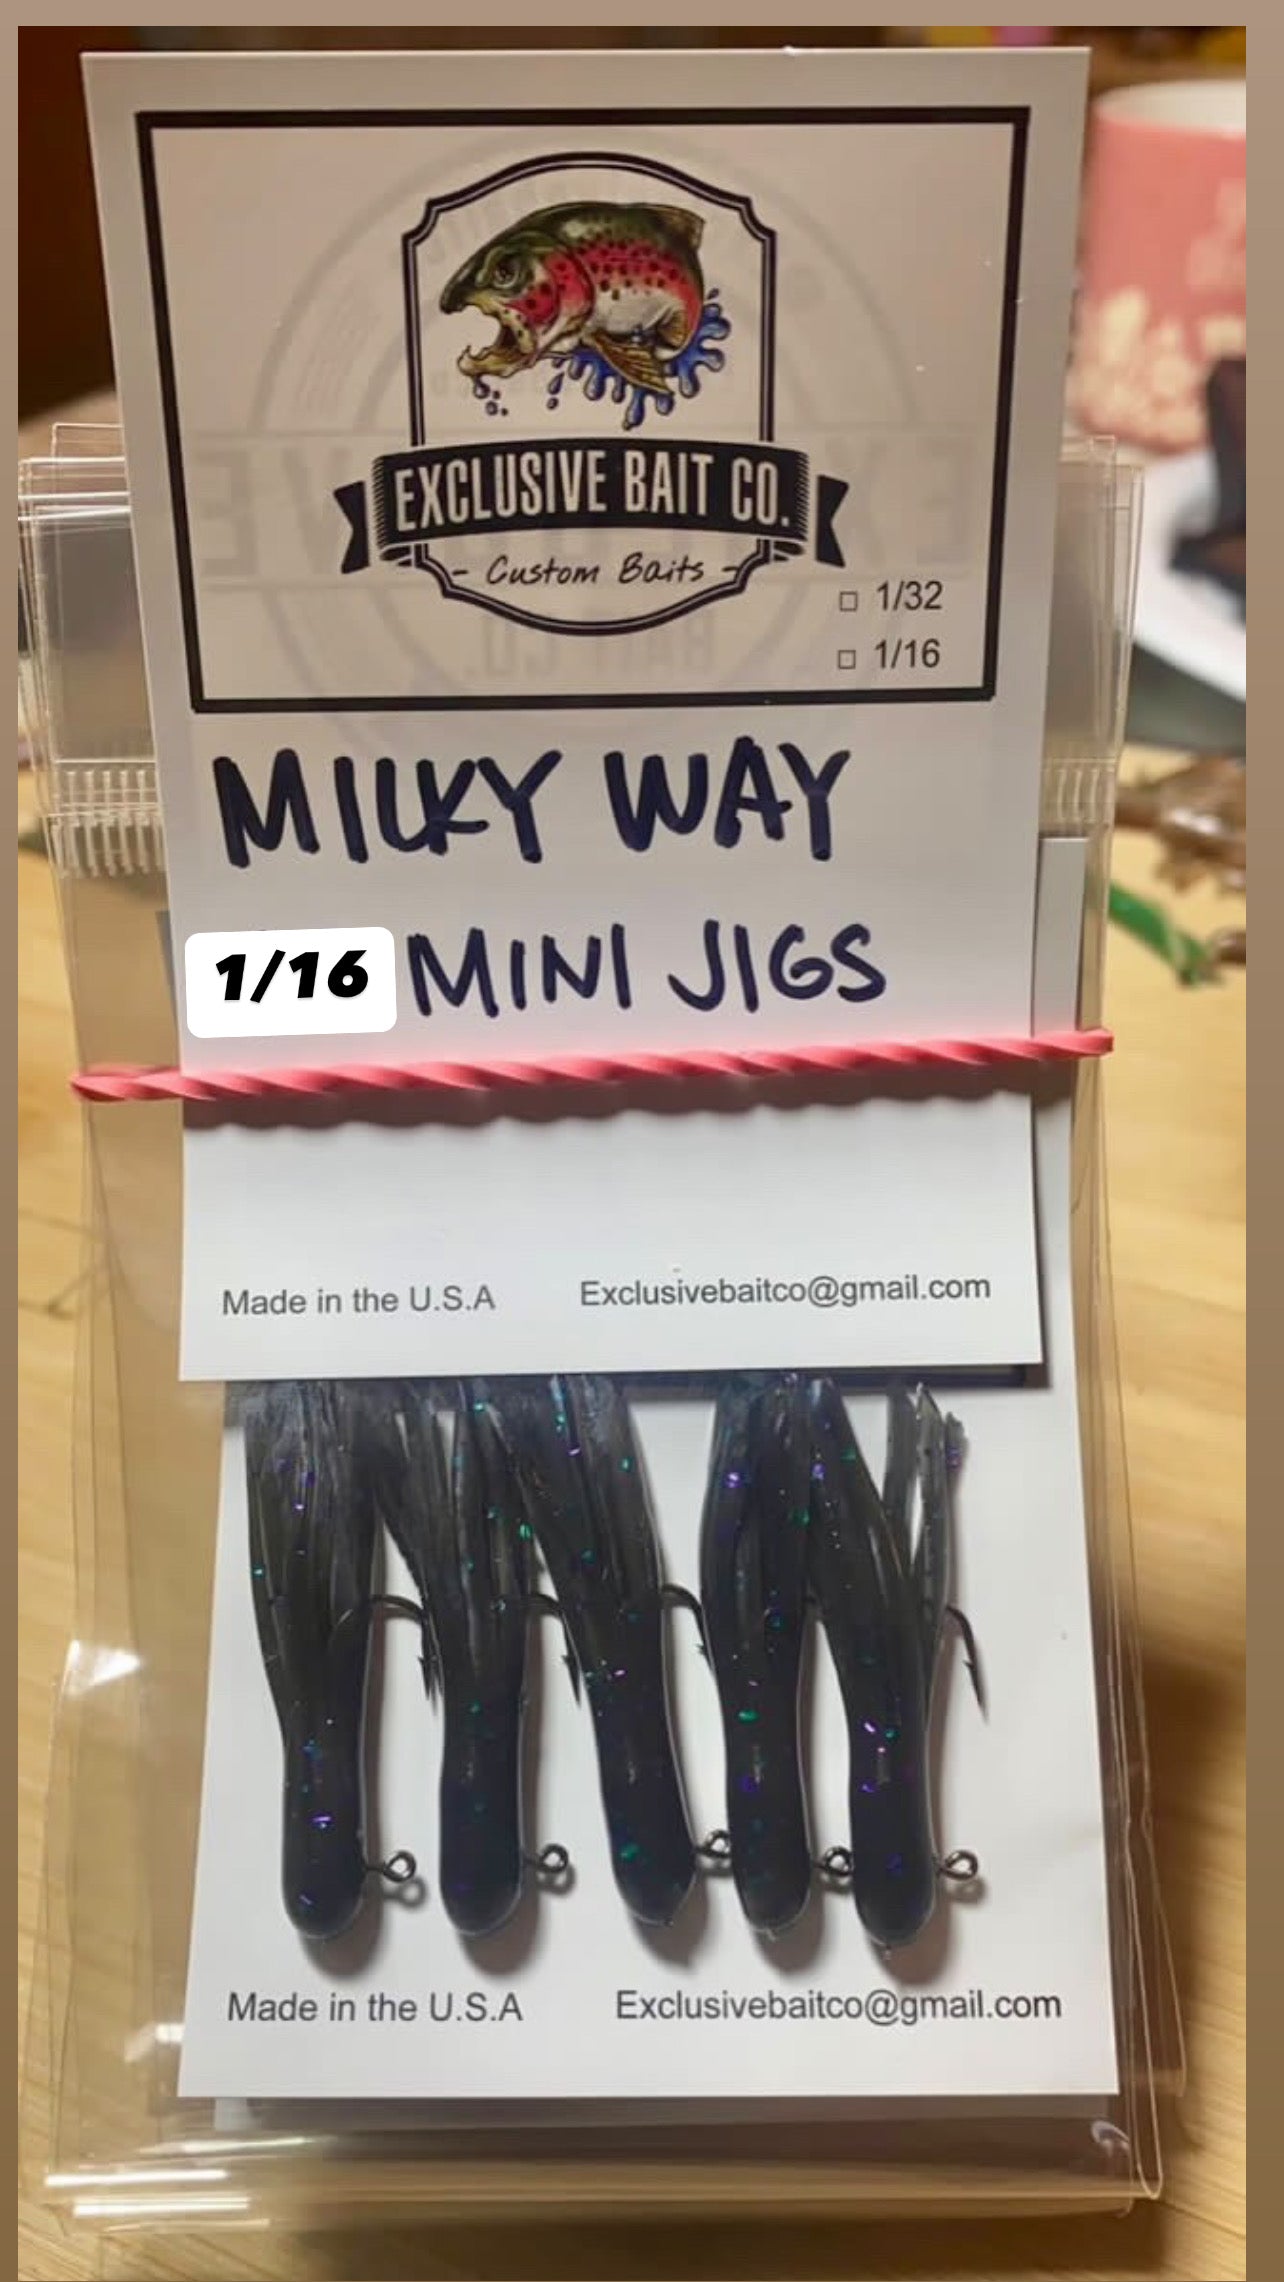 EXCLUSIVE BAIT CO.
- Custom Baits -
□ 1/32
□ 1/16
MILKY WAY
1/16 MINI JIGS
Made in the U.S.A Exclusivebaitco@gmail.com
Made in the U.S.A Exclusivebaitco@gmail.com